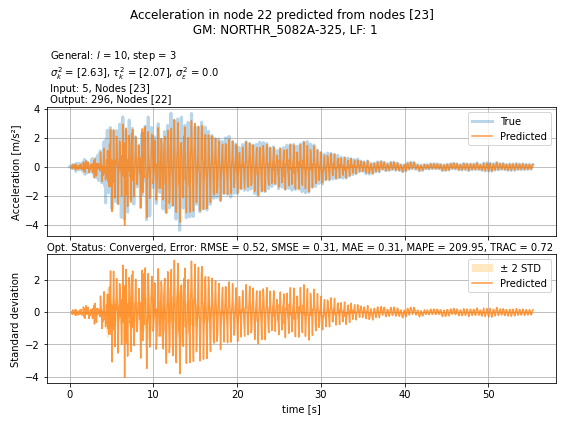 Acceleration in node 22 predicted from nodes [23]
GM: NORTHR_5082A-325, LF: 1
General: l = 10, step = 3
σ²ₖ = [2.63], τ²ₖ = [2.07], σ²ε = 0.0
Input: 5, Nodes [23]
Output: 296, Nodes [22]
Acceleration [m/s²]
4
2
0
−2
−4
True
Predicted
Opt. Status: Converged, Error: RMSE = 0.52, SMSE = 0.31, MAE = 0.31, MAPE = 209.95, TRAC = 0.72
Standard deviation
2
0
−2
−4
± 2 STD
Predicted
0 10 20 30 40 50
time [s]